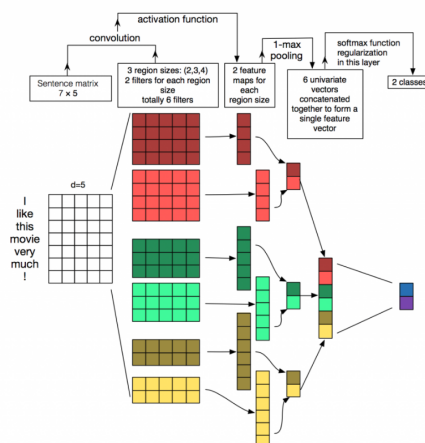 activation function
convolution
1-max
pooling
softmax function
regularization
in this layer
Sentence matrix
7 × 5
3 region sizes: (2,3,4)
2 filters for each region
size
totally 6 filters
2 feature
maps for
each
region size
6 univariate
vectors
concatenated
together to form a
single feature
vector
2 classes
d=5
I
like
this
movie
very
much
!